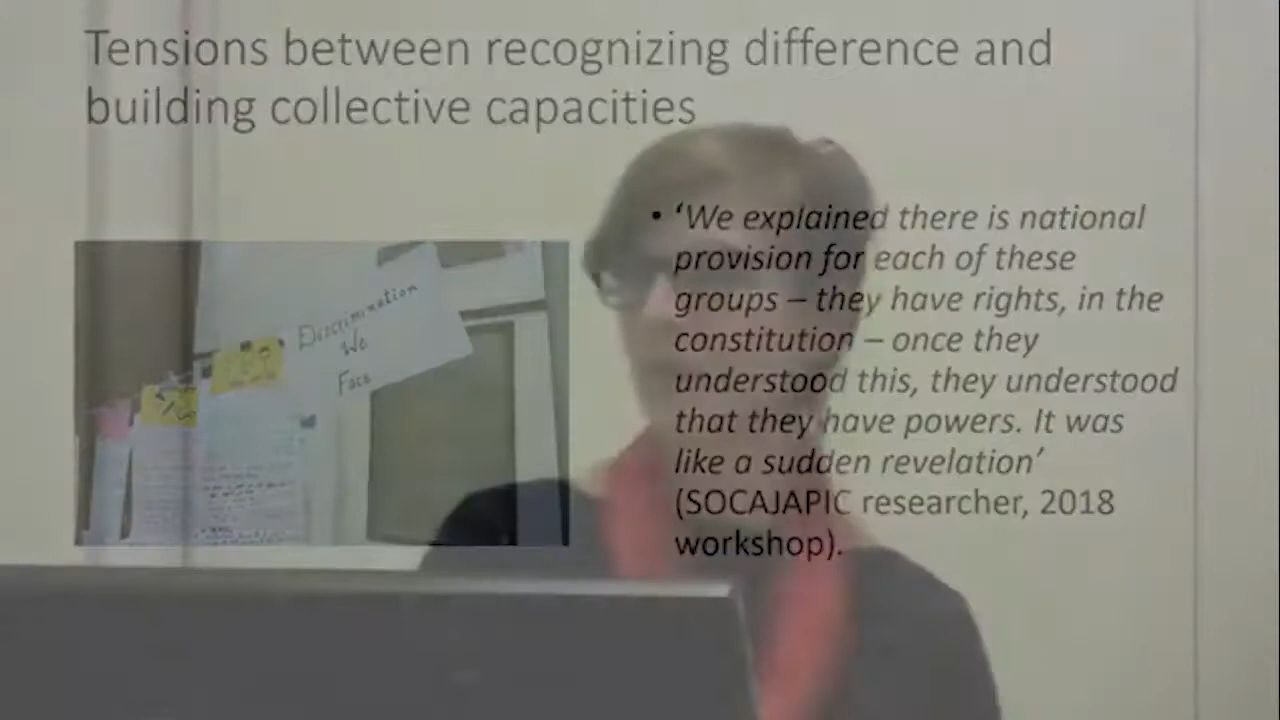 Tensions between recognizing difference and
building collective capacities
Discrimination
We
Face
• ‘We explained there is national
provision for each of these
groups – they have rights, in the
constitution – once they
understood this, they understood
that they have powers. It was
like a sudden revelation’
(SOCAJAPIC researcher, 2018
workshop).